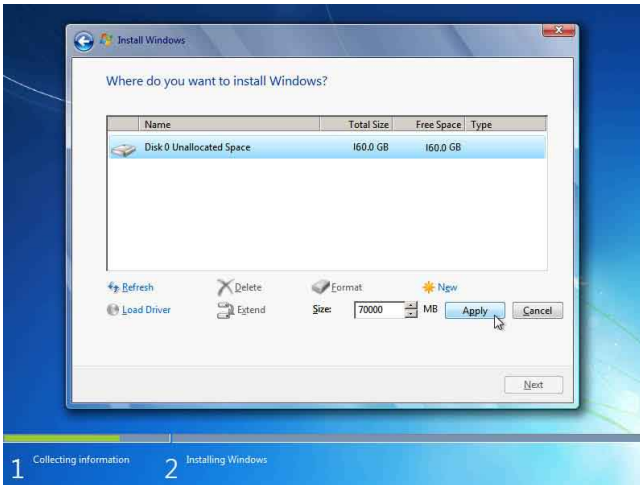 Install Windows
Where do you want to install Windows?
Name Total Size Free Space Type
Disk 0 Unallocated Space 160.0 GB 160.0 GB
Refresh Delete Format New
Load Driver Extend Size: 70000 MB Apply Cancel
Next
1 Collecting information 2 Installing Windows